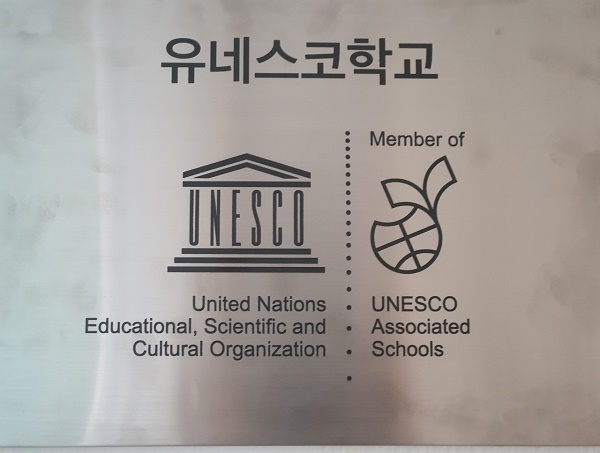 유네스코학교
UNESCO
United Nations
Educational, Scientific and
Cultural Organization
Member of
UNESCO
Associated
Schools